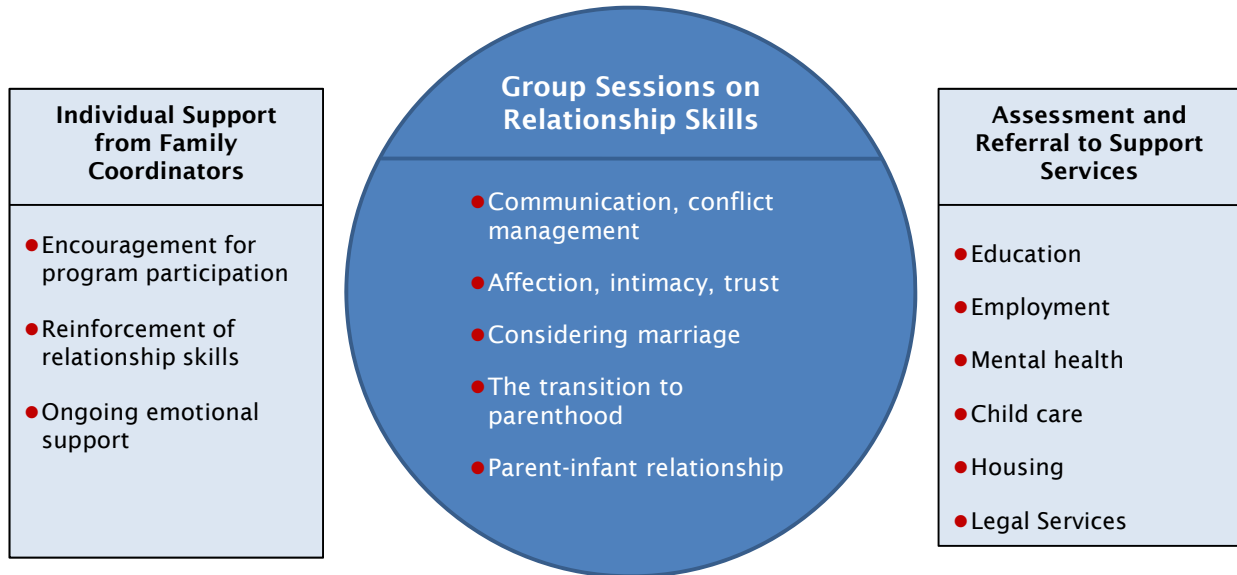 Individual Support
from Family
Coordinators
●Encouragement for
program participation
●Reinforcement of
relationship skills
●Ongoing emotional
support
Group Sessions on
Relationship Skills
●Communication, conflict
management
●Affection, intimacy, trust
●Considering marriage
●The transition to
parenthood
●Parent-infant relationship
Assessment and
Referral to Support
Services
●Education
●Employment
●Mental health
●Child care
●Housing
●Legal Services